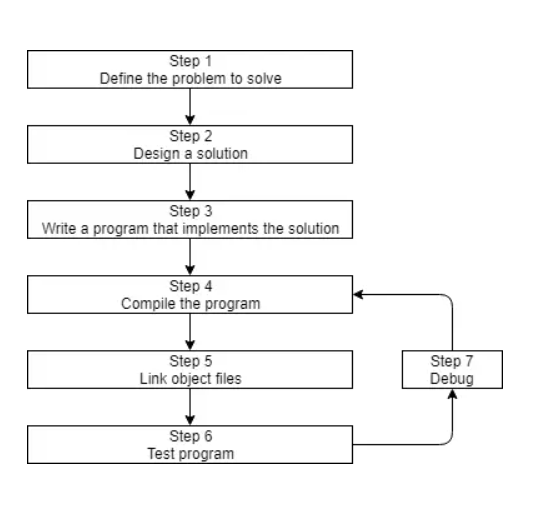 Step 1
Define the problem to solve
Step 2
Design a solution
Step 3
Write a program that implements the solution
Step 4
Compile the program
Step 5
Link object files
Step 6
Test program
Step 7
Debug